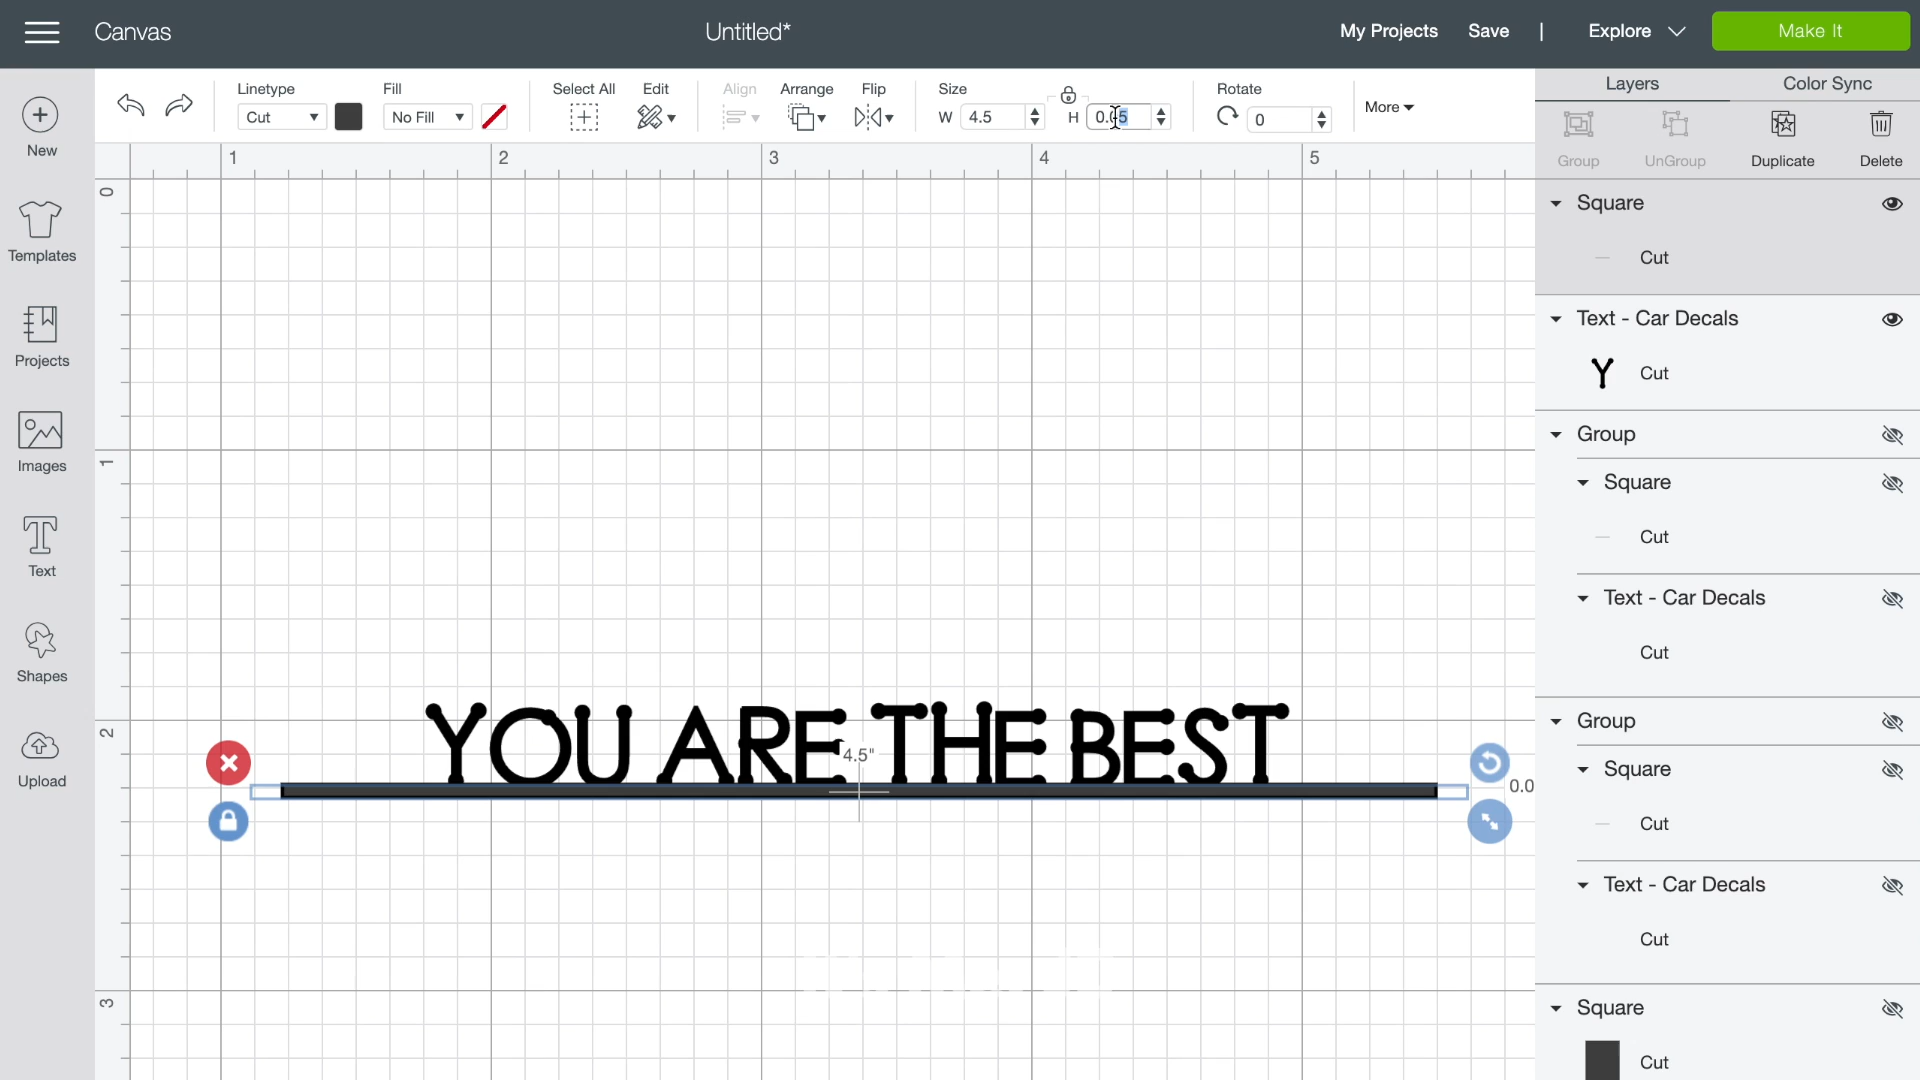 Canvas
Untitled*
My Projects
Save
|
Explore
Make It
New
Templates
Projects
Images
Text
Shapes
Upload
Linetype
Cut
Fill
No Fill
Select All
Edit
Align
Arrange
Flip
Size
W 4.5
H
Rotate
0
More
1 2 3 4 5
0
1
2
3
YOU ARE THE BEST
4.5"
0.0
Layers
Color Sync
Group
UnGroup
Duplicate
Delete
Square
Cut
Text - Car Decals
Y Cut
Group
Square
Cut
Text - Car Decals
Cut
Group
Square
Cut
Text - Car Decals
Cut
Square
Cut